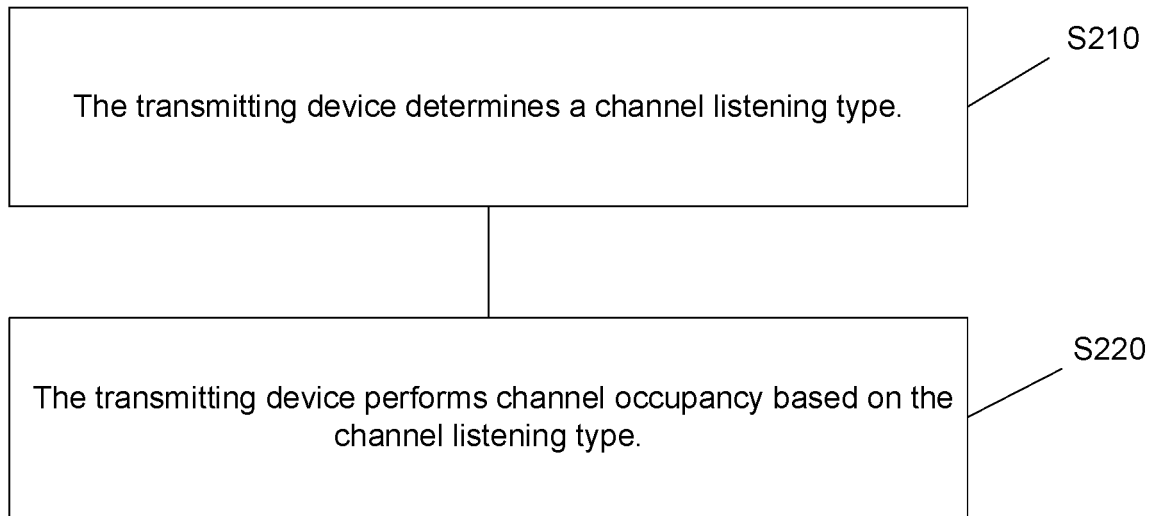 S210
The transmitting device determines a channel listening type.
S220
The transmitting device performs channel occupancy based on the
channel listening type.